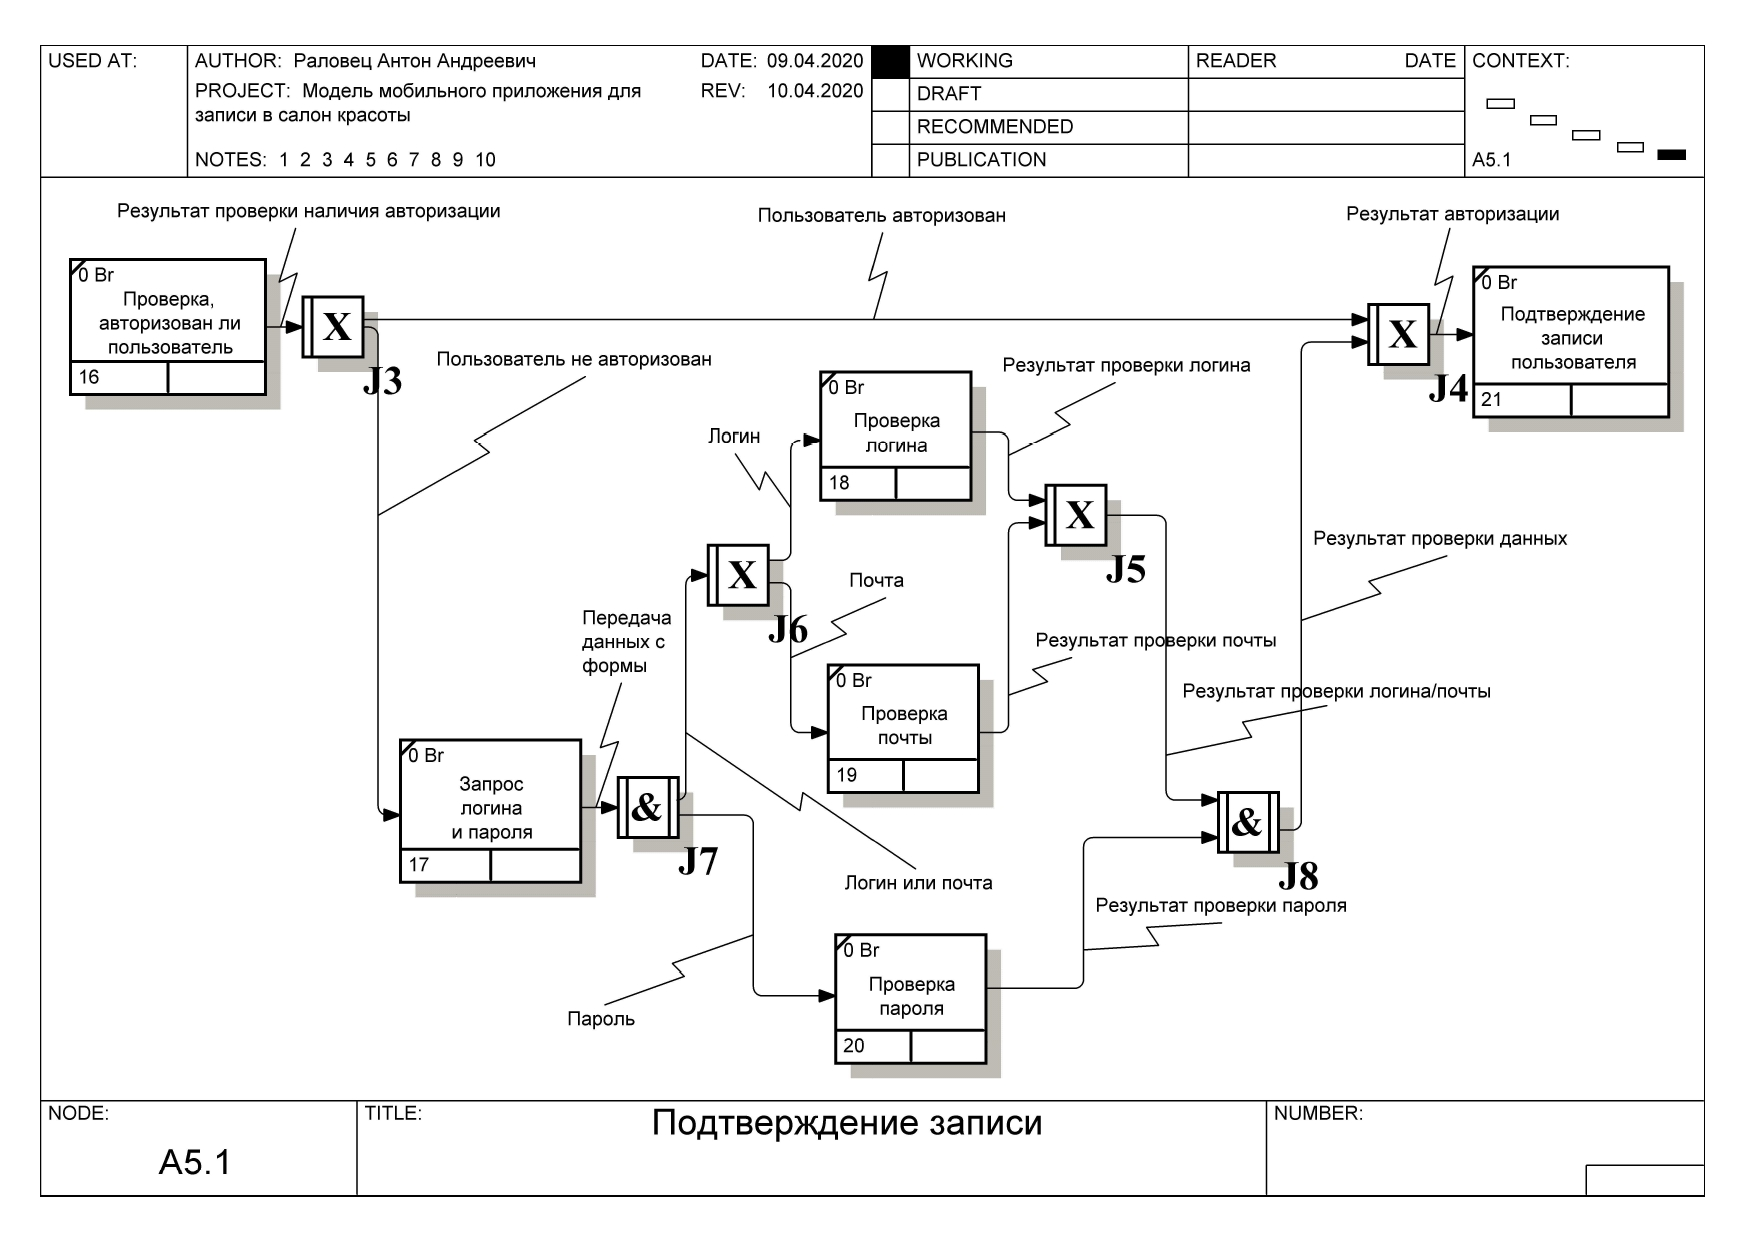 USED AT:
AUTHOR: Раловец Антон Андреевич
DATE: 09.04.2020
PROJECT: Модель мобильного приложения для
записи в салон красоты
REV: 10.04.2020
NOTES: 1 2 3 4 5 6 7 8 9 10
WORKING
DRAFT
RECOMMENDED
PUBLICATION
READER DATE
CONTEXT:
A5.1
Результат проверки наличия авторизации
Пользователь авторизован
Результат авторизации
0 Br
Проверка,
авторизован ли
пользователь
16
X
J3
X
J4
0 Br
Подтверждение
записи
пользователя
21
Пользователь не авторизован
Результат проверки логина
Логин
0 Br
Проверка
логина
18
X
J5
X
J6
Почта
Результат проверки данных
Передача
данных с
формы
Результат проверки почты
0 Br
Проверка
почты
19
Результат проверки логина/почты
0 Br
Запрос
логина
и пароля
17
&
J7
&
J8
Логин или почта
Результат проверки пароля
0 Br
Проверка
пароля
20
Пароль
NODE:
A5.1
TITLE:
Подтверждение записи
NUMBER: